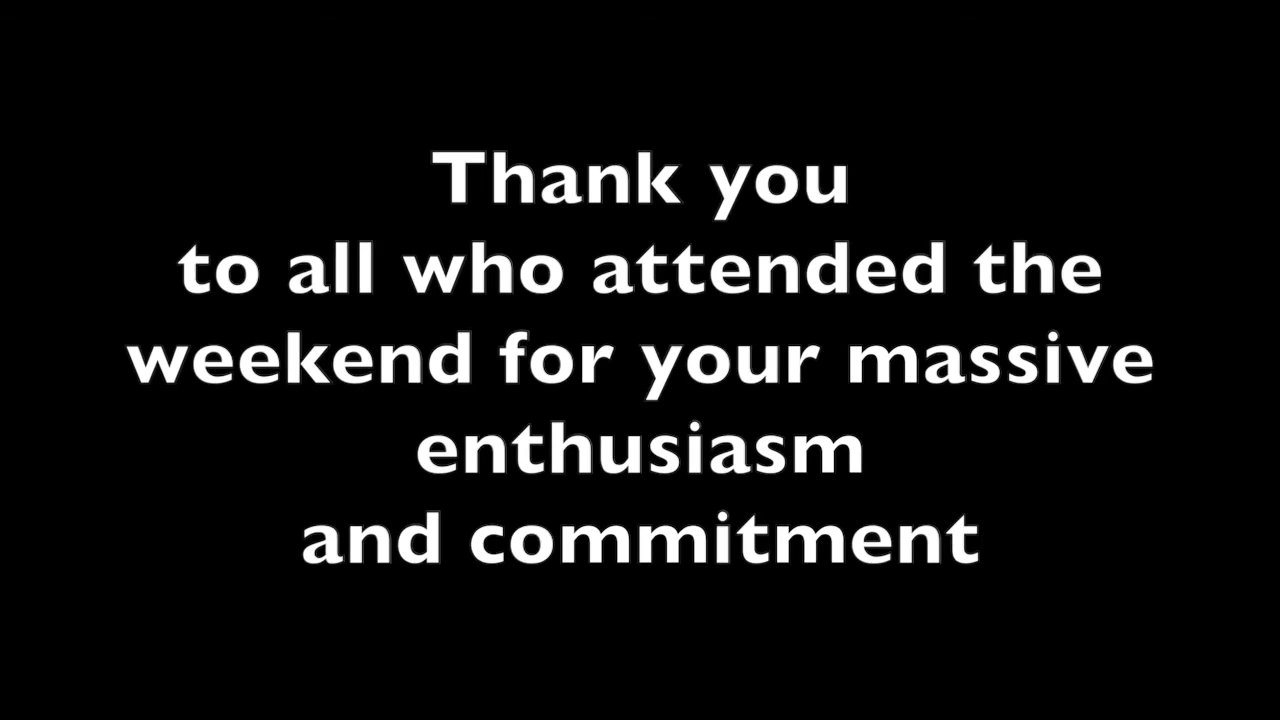 Thank you
to all who attended the
weekend for your massive
enthusiasm
and commitment